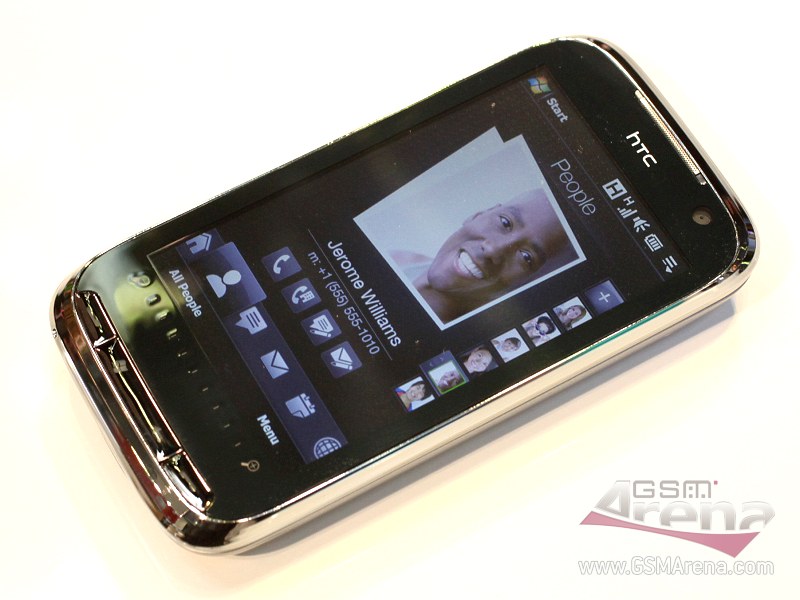 hTC
Start
People
H
H
Jerome Williams
m: +1 (555) 555-1010
All People
Menu
GSM
Arena
www.GSMArena.com